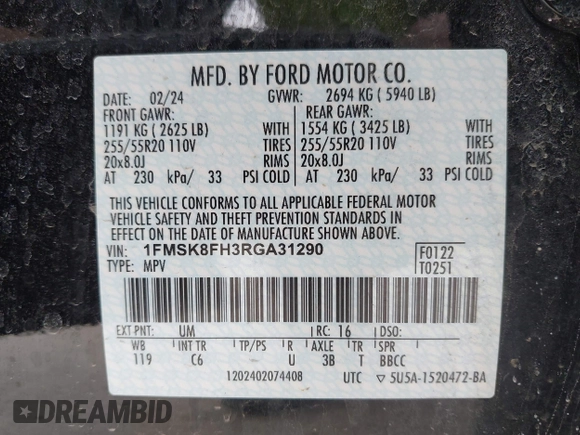 MFD. BY FORD MOTOR CO.
DATE: 02/24 GVWR: 2694 KG ( 5940 LB)
FRONT GAWR: REAR GAWR:
1191 KG ( 2625 LB) WITH 1554 KG ( 3425 LB) WITH
255/55R20 110V TIRES 255/55R20 110V TIRES
20x8.0J RIMS 20x8.0J RIMS
AT 230 kPa/ 33 PSI COLD AT 230 kPa/ 33 PSI COLD
THIS VEHICLE CONFORMS TO ALL APPLICABLE FEDERAL MOTOR
VEHICLE SAFETY AND THEFT PREVENTION STANDARDS IN
EFFECT ON THE DATE OF MANUFACTURE SHOWN ABOVE.
VIN: 1FMSK8FH3RGA31290 F0122
TYPE: MPV T0251
EXT PNT: UM RC: 16 DSO:
WB INT TR TP/PS R AXLE TR SPR
119 C6 - U 3B T BBCC
1202402074408 UTC 5U5A-1520472-BA
DREAMBID